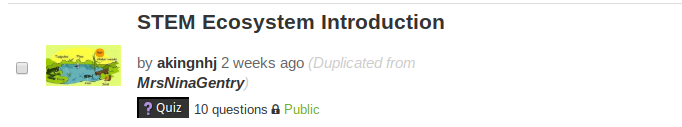 STEM Ecosystem Introduction
by akingnhj 2 weeks ago (Duplicated from
MrsNinaGentry)
? Quiz 10 questions Public